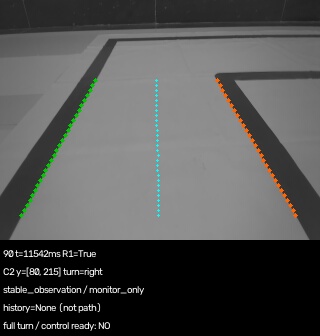 90 t=11542ms R1=True
C2 y=[80, 215] turn=right
stable_observation / monitor_only
history=None (not path)
full turn / control ready: NO